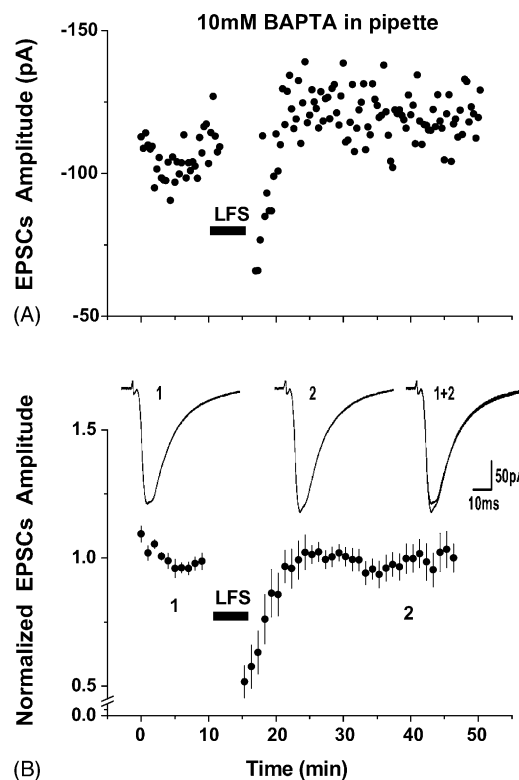 10mM BAPTA in pipette
-150
-100
-50
EPSCs Amplitude (pA)
LFS
(A)
1
2
1+2
50pA
10ms
1.5
1.0
0.5
0.0
Normalized EPSCs Amplitude
LFS
1
2
0 10 20 30 40 50
Time (min)
(B)